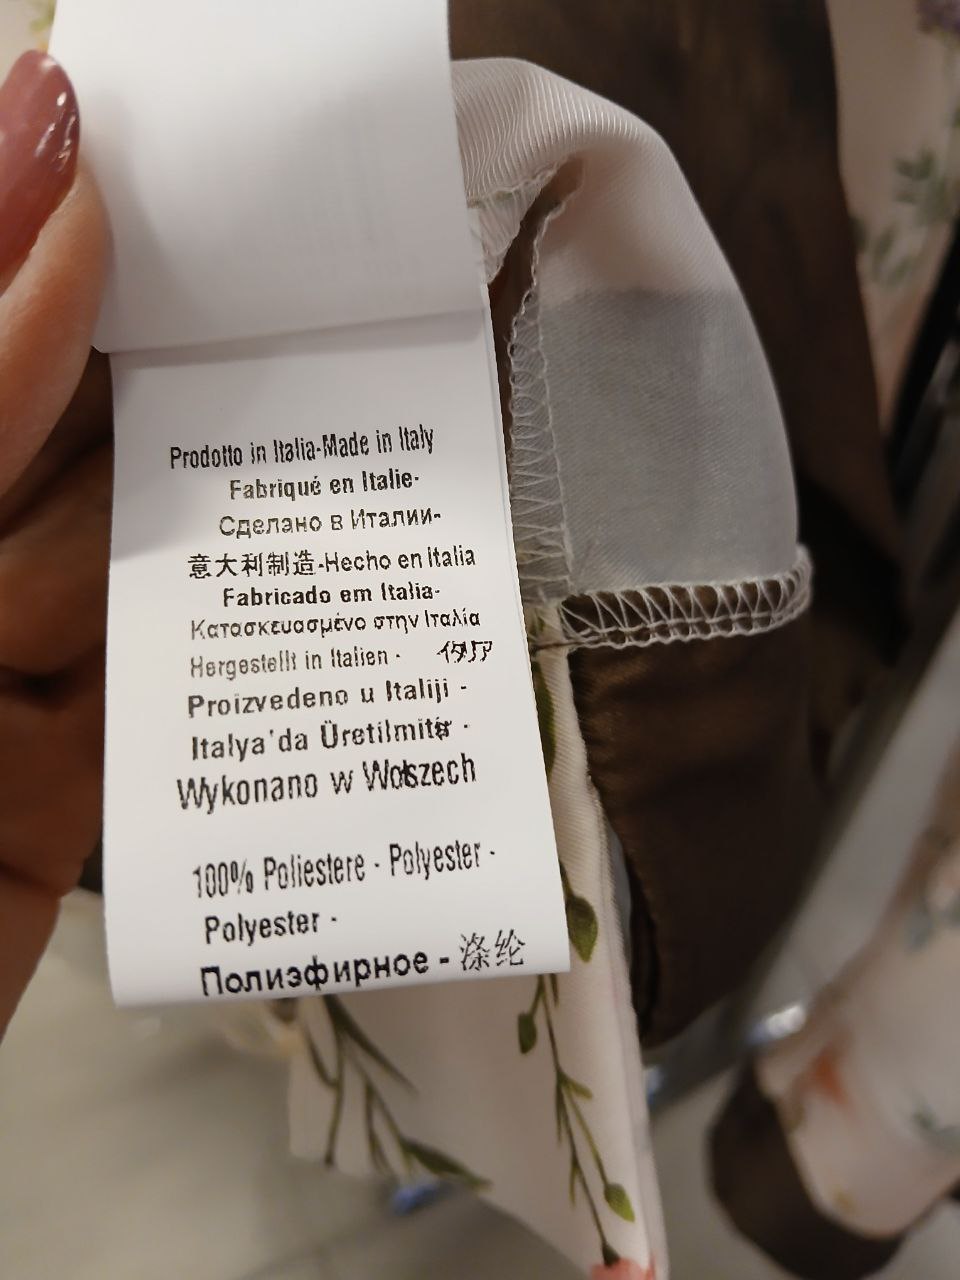 Prodotto in Italia-Made in Italy
Fabriqué en Italie-
Сделано в Италии-
意大利制造-Hecho en Italia
Fabricado em Italia-
Κατασκευασμένο στην Ιταλία
Hergestellt in Italien - イタリア
Proizvedeno u Italiji -
Italya'da Üretilmiştir -
Wykonano w Włoszech
100% Poliestere - Polyester -
Polyester -
Полиэфирное - 涤纶